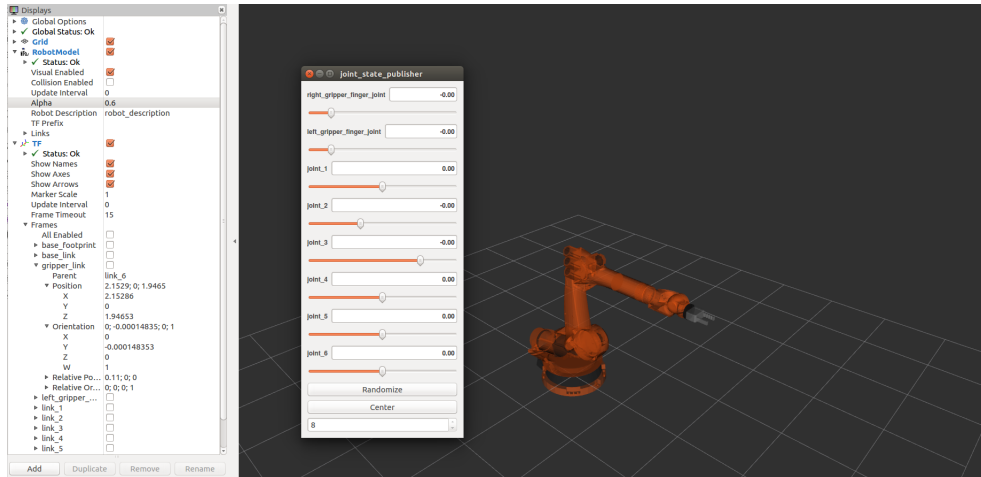 Displays
Global Options
Global Status: Ok
Grid
RobotModel
Status: Ok
Visual Enabled
Collision Enabled
Update Interval 0
Alpha 0.6
Robot Description robot_description
TF Prefix
Links
TF
Status: Ok
Show Names
Show Axes
Show Arrows
Marker Scale 1
Update Interval 0
Frame Timeout 15
Frames
All Enabled
base_footprint
base_link
gripper_link
Parent link_6
Position 2.1529; 0; 1.9465
X 2.15286
Y 0
Z 1.94653
Orientation 0; -0.00014835; 0; 1
X 0
Y -0.000148353
Z 0
W 1
Relative Po... 0.11; 0; 0
Relative Or... 0; 0; 0; 1
left_gripper_...
link_1
link_2
link_3
link_4
link_5
Add Duplicate Remove Rename
joint_state_publisher
right_gripper_finger_joint -0.00
left_gripper_finger_joint -0.00
joint_1 0.00
joint_2 -0.00
joint_3 -0.00
joint_4 0.00
joint_5 0.00
joint_6 0.00
Randomize
Center
8